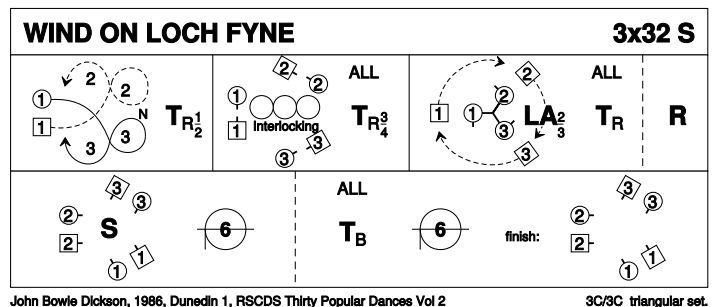 WIND ON LOCH FYNE 3x32 S
1 1 2 2 N 3 3 TR½
2 2 ALL 1 1 Interlocking TR¾ 3 3
ALL 2 2 1 1 LA⅔ TR R 3 3
3 3 2 2 S 6 1 1
ALL TB 6
finish: 3 3 2 2 1 1
John Bowie Dickson, 1986, Dunedin 1, RSCDS Thirty Popular Dances Vol 2 3C/3C triangular set.